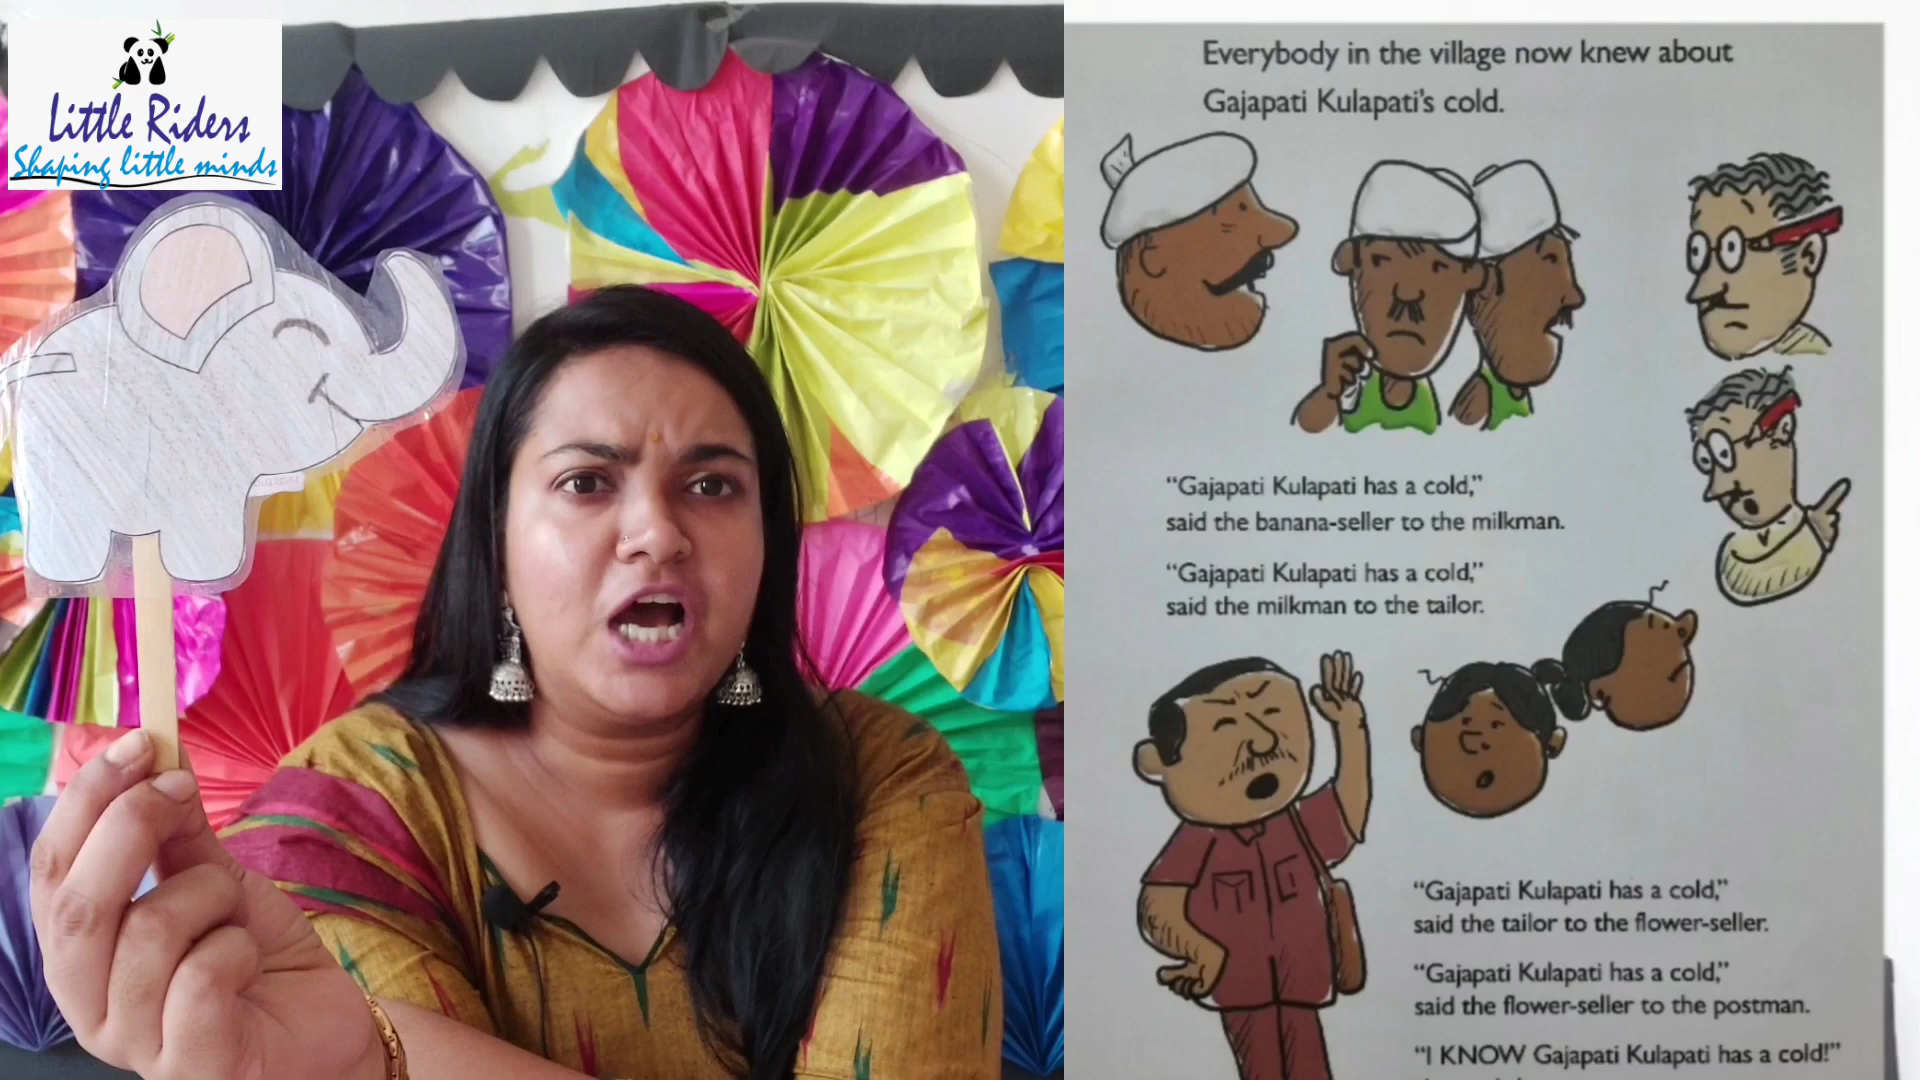 Little Riders
Shaping little minds
Everybody in the village now knew about
Gajapati Kulapati's cold.
“Gajapati Kulapati has a cold,”
said the banana-seller to the milkman.
“Gajapati Kulapati has a cold,”
said the milkman to the tailor.
“Gajapati Kulapati has a cold,”
said the tailor to the flower-seller.
“Gajapati Kulapati has a cold,”
said the flower-seller to the postman.
“I KNOW Gajapati Kulapati has a cold!”